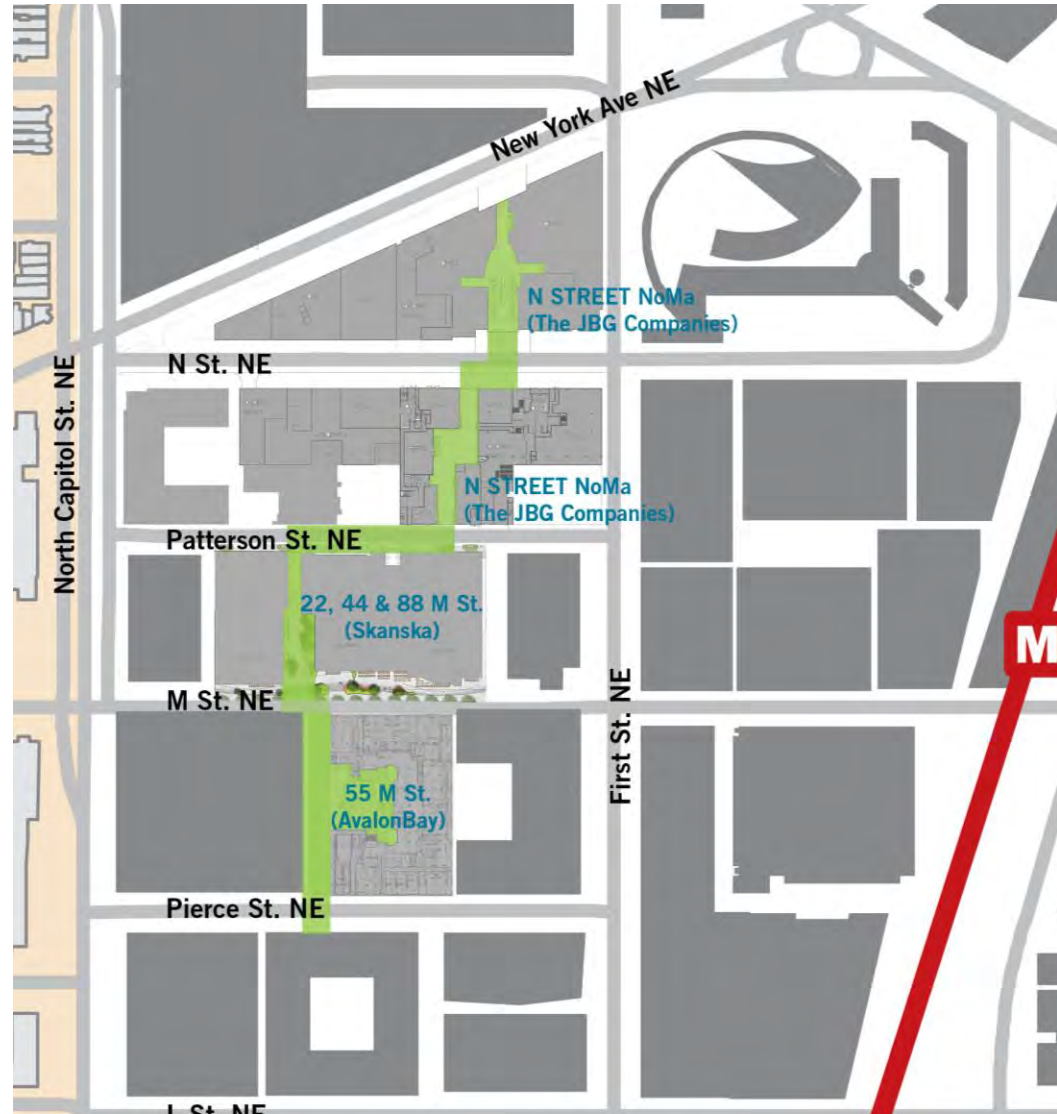 New York Ave NE
N STREET NoMa
(The JBG Companies)
N St. NE
North Capitol St. NE
N STREET NoMa
(The JBG Companies)
Patterson St. NE
22, 44 & 88 M St.
(Skanska)
M St. NE
First St. NE
M
55 M St.
(AvalonBay)
Pierce St. NE
L St. NE